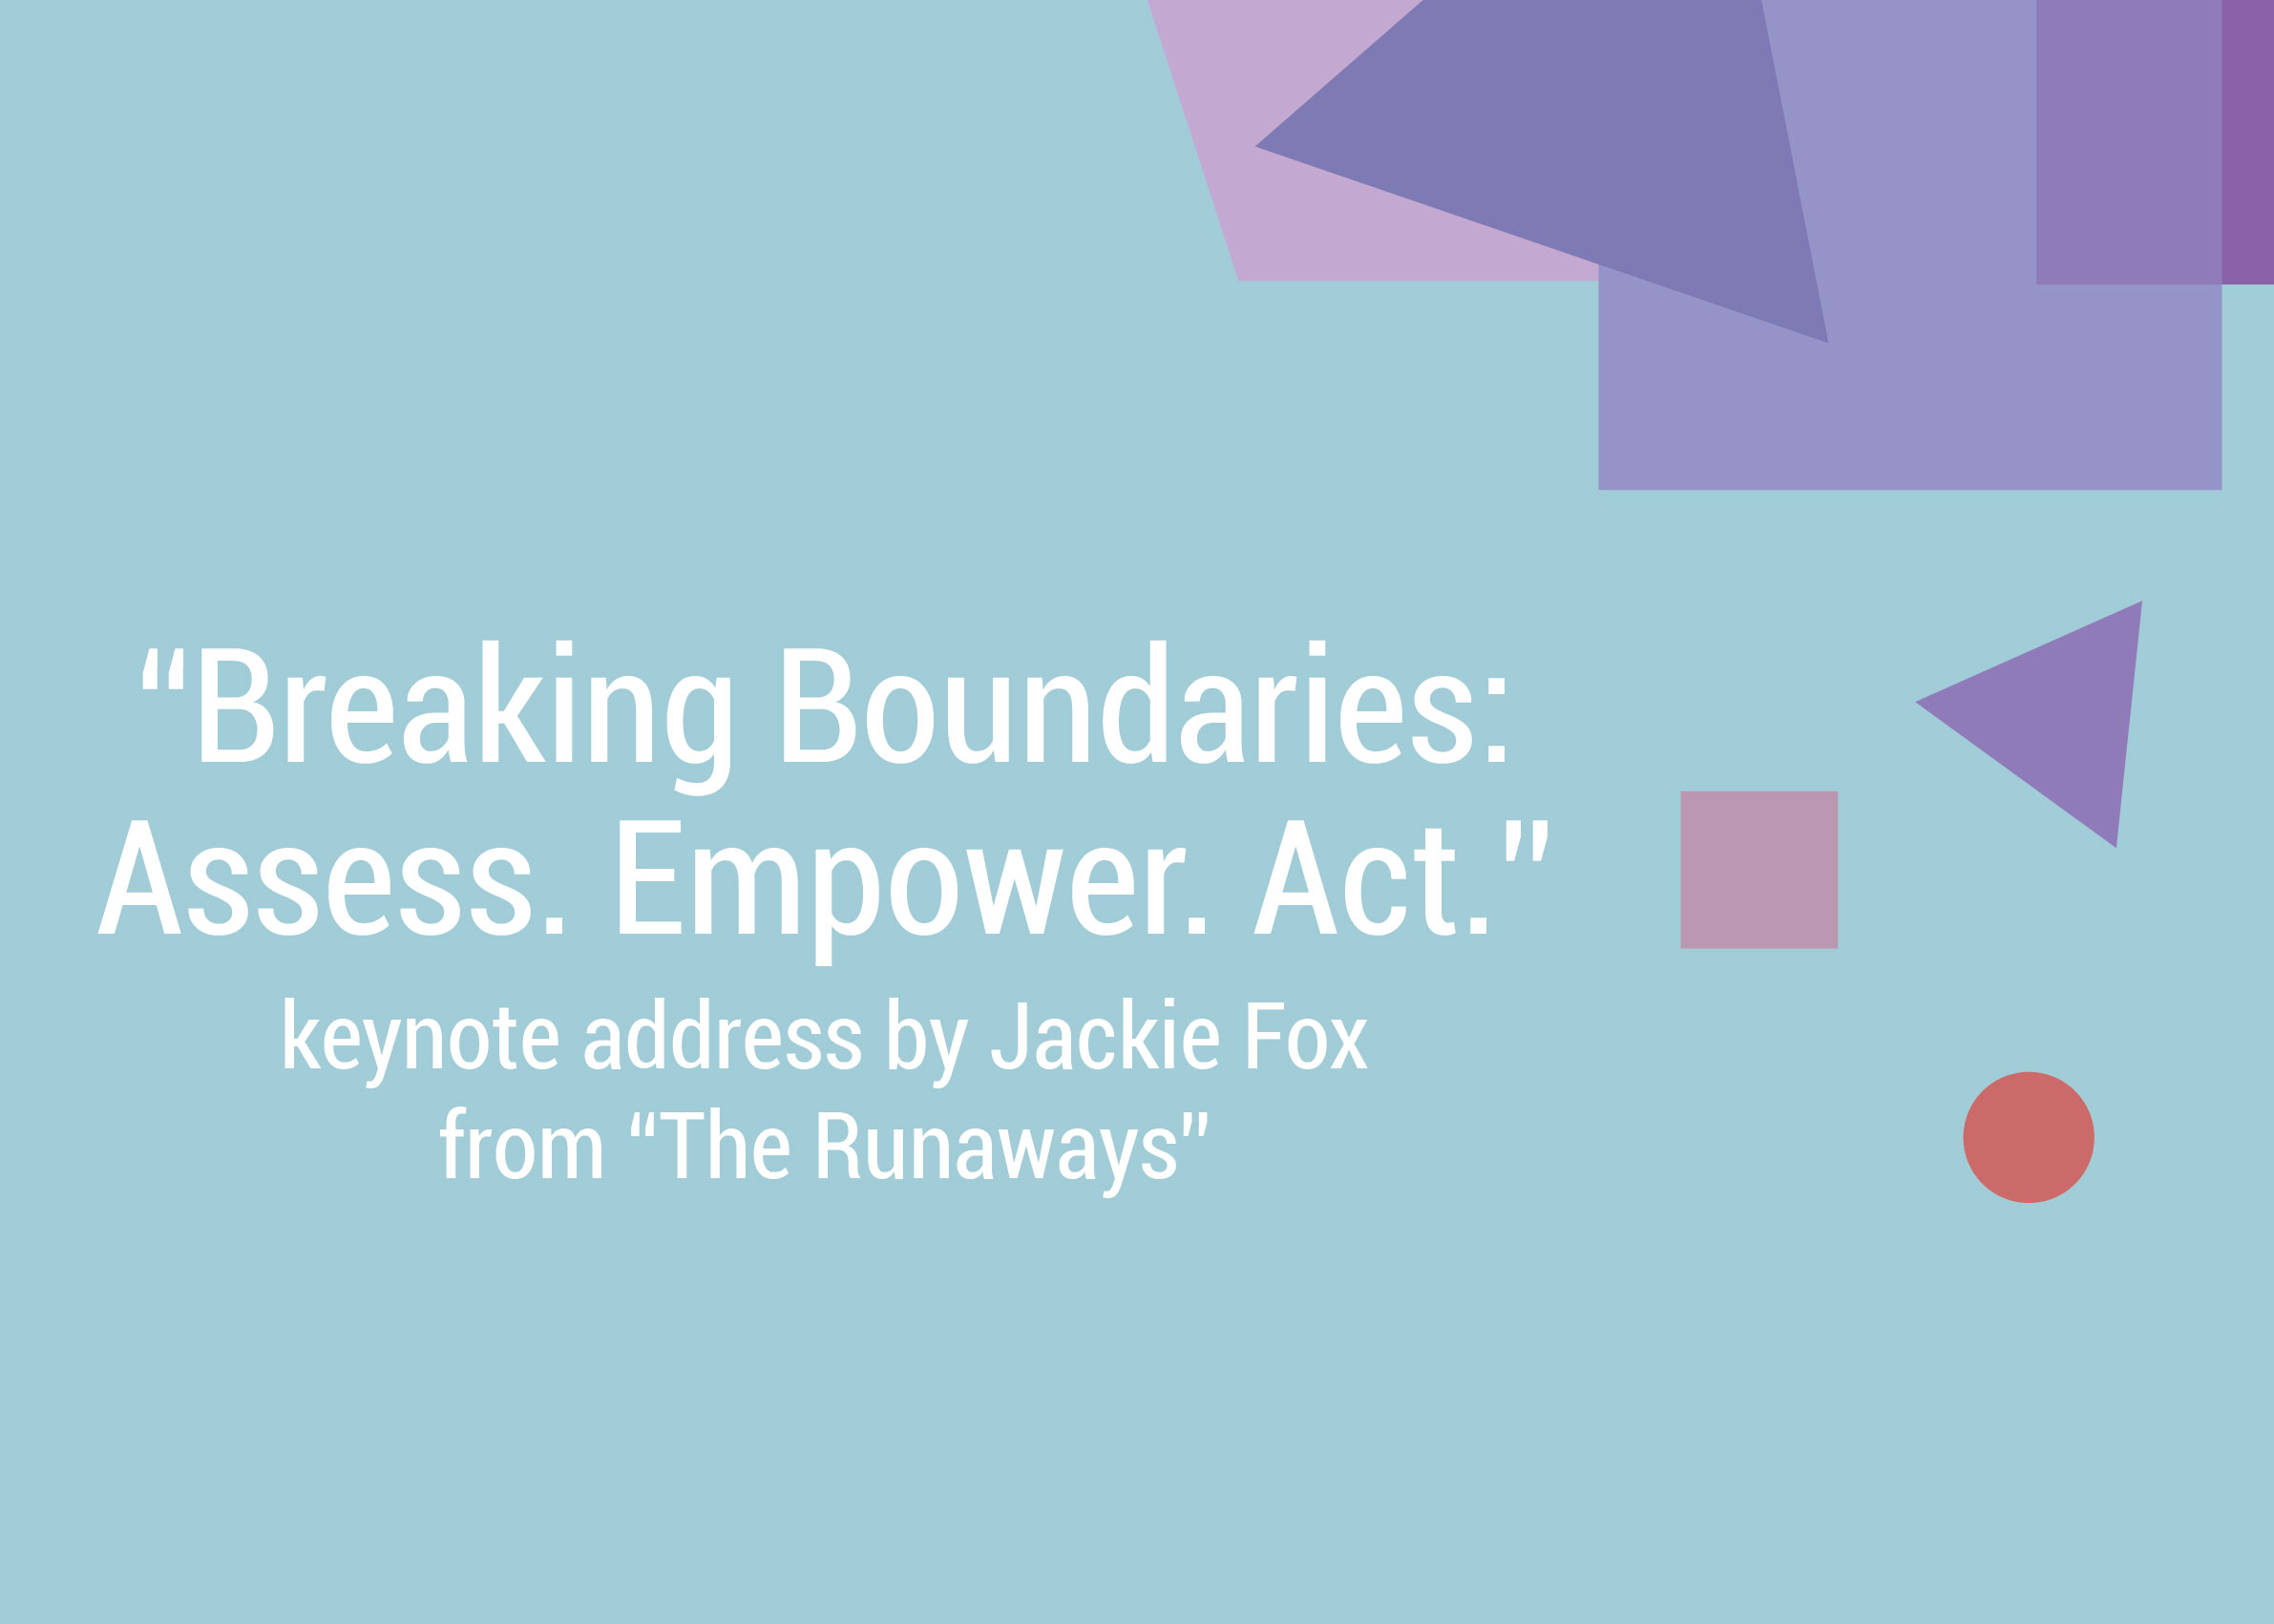 “Breaking Boundaries:
Assess. Empower. Act.”
keynote address by Jackie Fox
from “The Runaways”